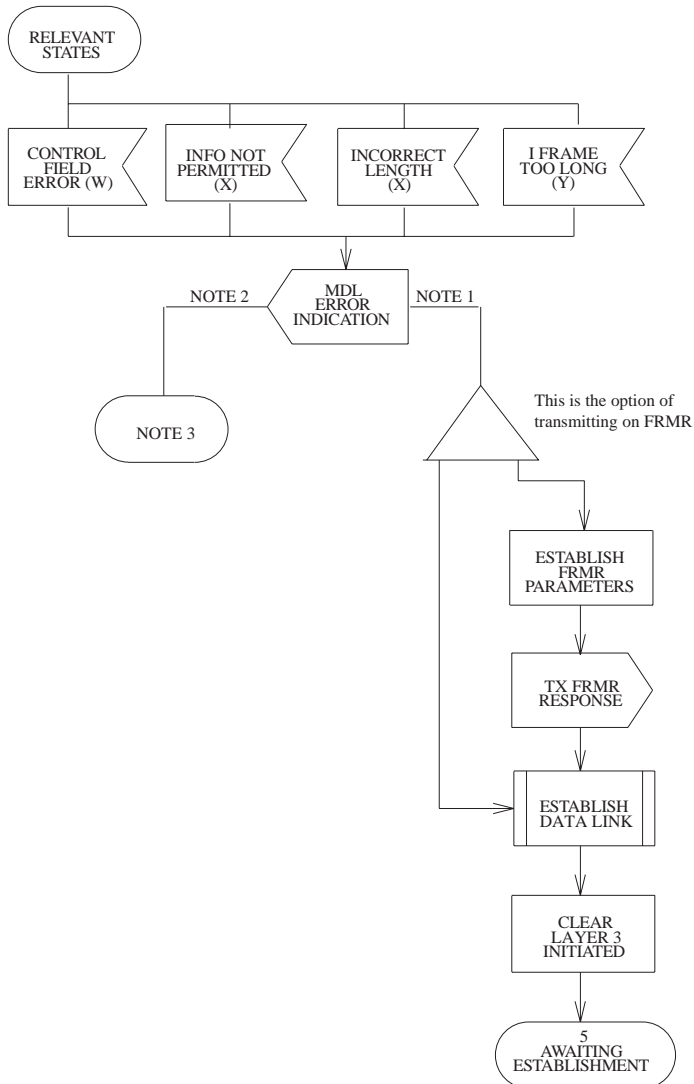 RELEVANT
STATES
CONTROL
FIELD
ERROR (W)
INFO NOT
PERMITTED
(X)
INCORRECT
LENGTH
(X)
I FRAME
TOO LONG
(Y)
NOTE 2
MDL
ERROR
INDICATION
NOTE 1
NOTE 3
This is the option of
transmitting on FRMR
ESTABLISH
FRMR
PARAMETERS
TX FRMR
RESPONSE
ESTABLISH
DATA LINK
CLEAR
LAYER 3
INITIATED
5
AWAITING
ESTABLISHMENT